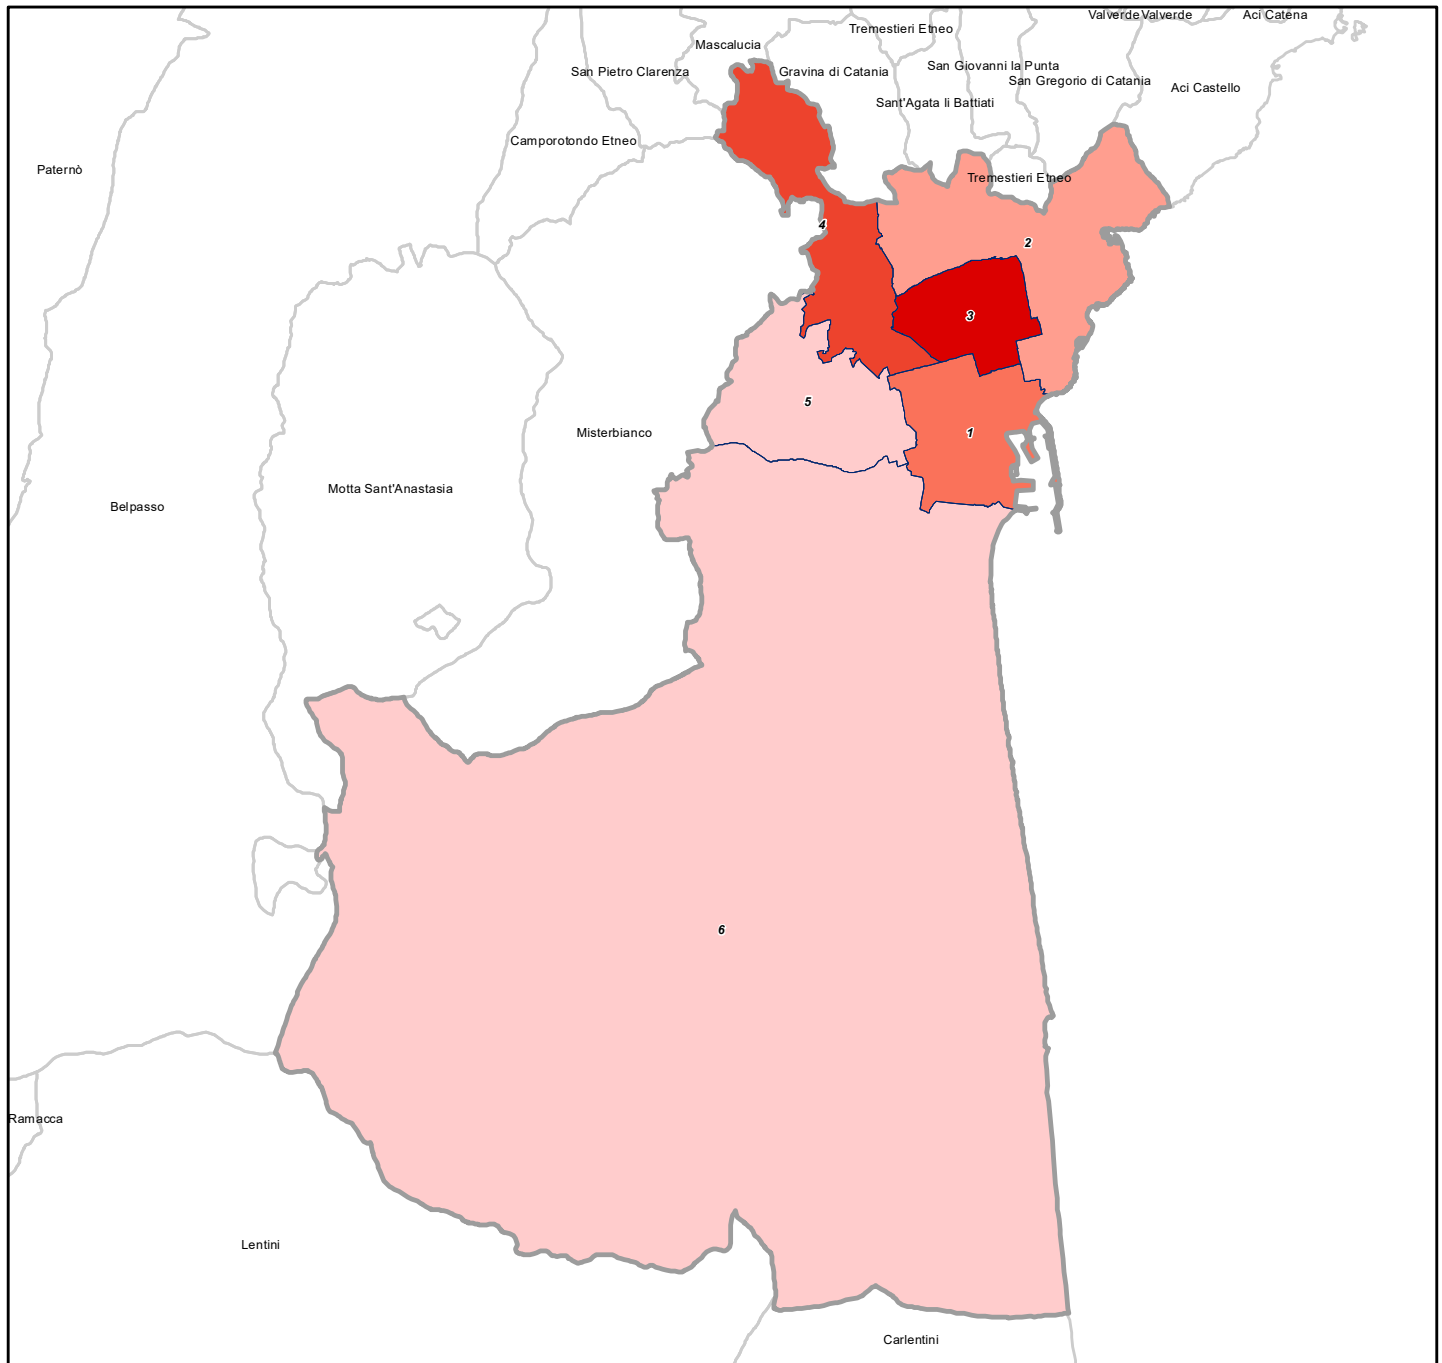 ValverdeValverde
Aci Catena
Tremestieri Etneo
Mascalucia
San Giovanni la Punta
San Pietro Clarenza
Gravina di Catania
San Gregorio di Catania
Aci Castello
Sant'Agata li Battiati
Camporotondo Etneo
Paternò
Tremestieri Etneo
4
2
3
5
Misterbianco
1
Motta Sant'Anastasia
Belpasso
6
Ramacca
Lentini
Carlentini